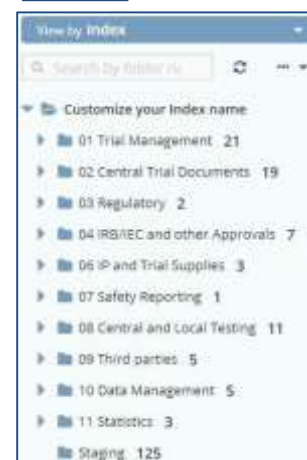 View by Index
Search by folder
Customize your Index name
01 Trial Management 21
02 Central Trial Documents 19
03 Regulatory 2
04 IRB/IEC and other Approvals 7
06 IP and Trial Supplies 3
07 Safety Reporting 1
08 Central and Local Testing 11
09 Third parties 5
10 Data Management 5
11 Statistics 3
Staging 125